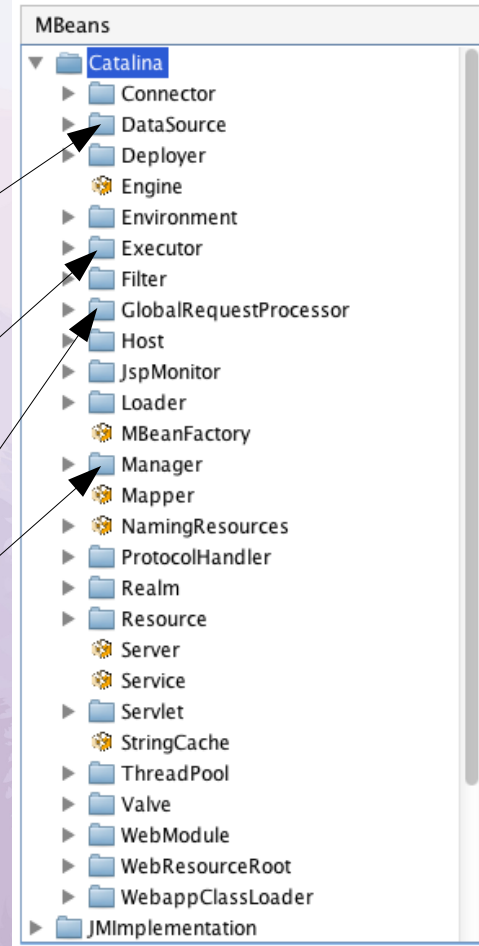 MBeans
Catalina
Connector
DataSource
Deployer
Engine
Environment
Executor
Filter
GlobalRequestProcessor
Host
JspMonitor
Loader
MBeanFactory
Manager
Mapper
NamingResources
ProtocolHandler
Realm
Resource
Server
Service
Servlet
StringCache
ThreadPool
Valve
WebModule
WebResourceRoot
WebappClassLoader
JMImplementation